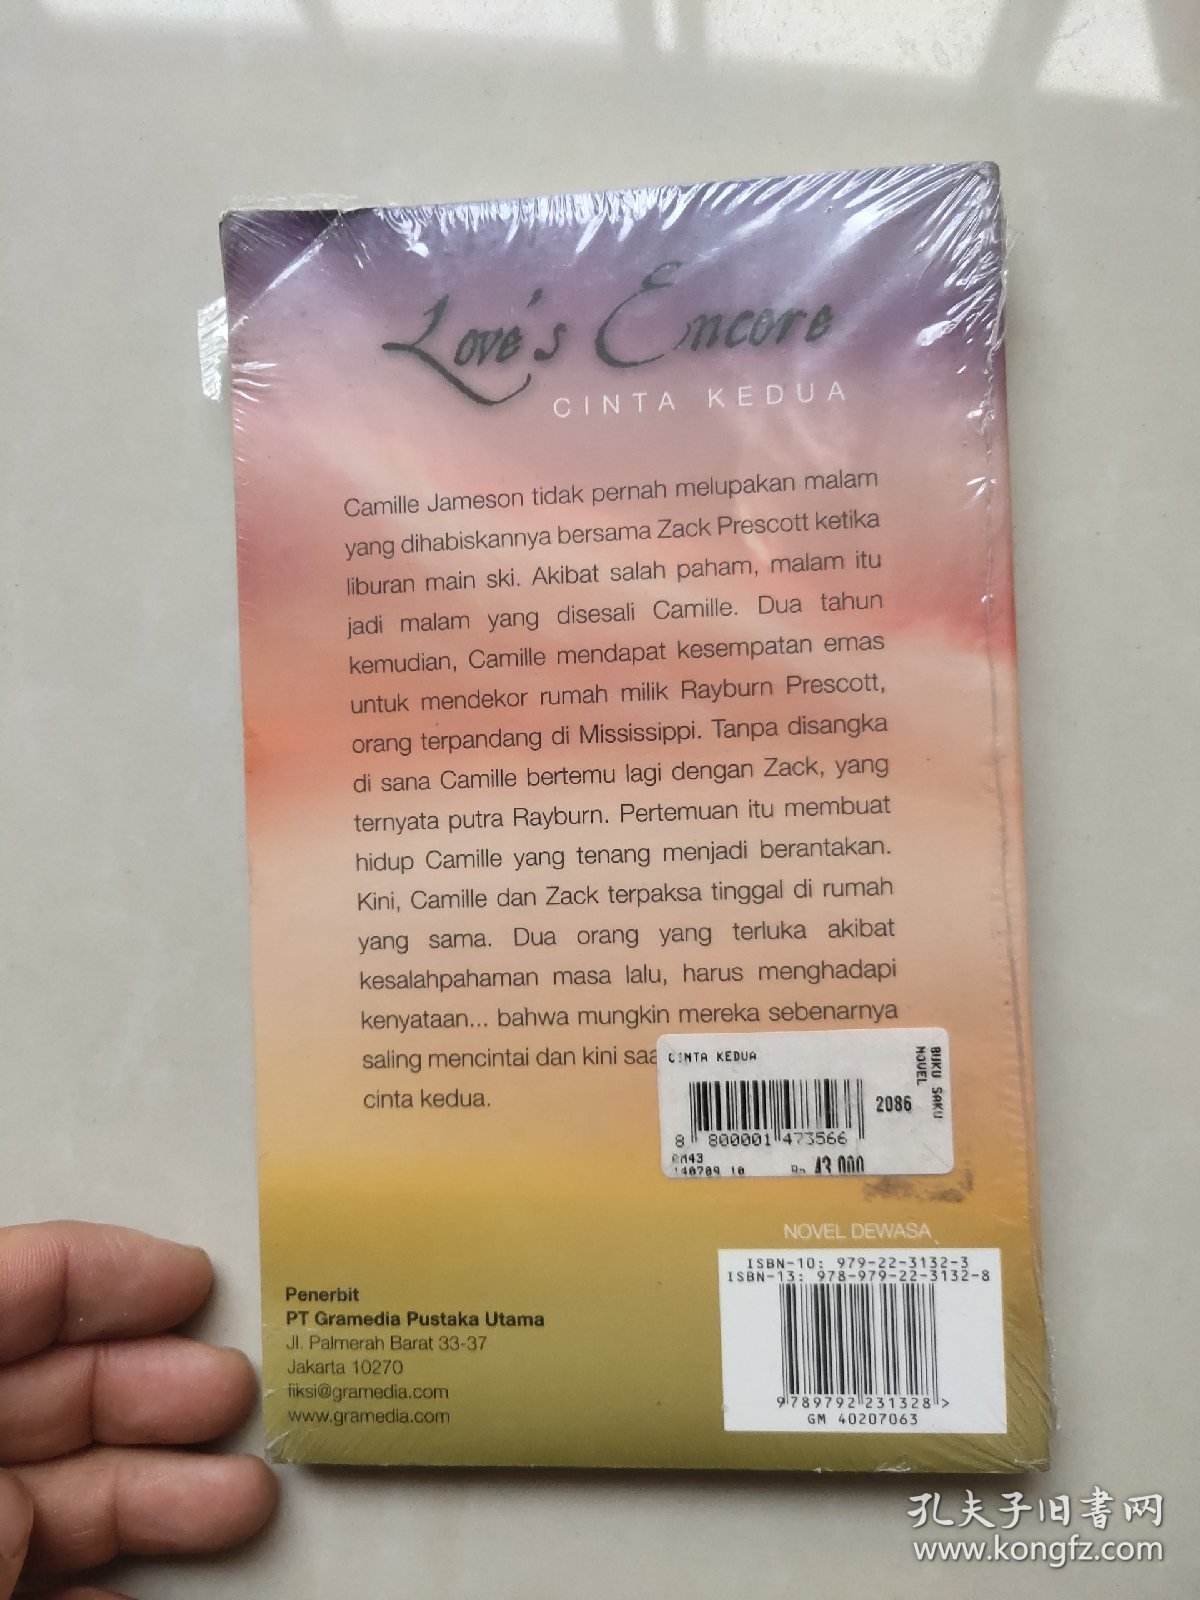 Love's Encore
CINTA KEDUA
Camille Jameson tidak pernah melupakan malam
yang dihabiskannya bersama Zack Prescott ketika
liburan main ski. Akibat salah paham, malam itu
jadi malam yang disesali Camille. Dua tahun
kemudian, Camille mendapat kesempatan emas
untuk mendekor rumah milik Rayburn Prescott,
orang terpandang di Mississippi. Tanpa disangka
di sana Camille bertemu lagi dengan Zack, yang
ternyata putra Rayburn. Pertemuan itu membuat
hidup Camille yang tenang menjadi berantakan.
Kini, Camille dan Zack terpaksa tinggal di rumah
yang sama. Dua orang yang terluka akibat
kesalahpahaman masa lalu, harus menghadapi
kenyataan... bahwa mungkin mereka sebenarnya
saling mencintai dan kini
cinta kedua.
CINTA KEDUA
BUKU SAKU
NOVEL
2086
8 800001 473566
140709 10
Rp 43.000
NOVEL DEWASA
ISBN-10: 979-22-3132-3
ISBN-13: 978-979-22-3132-8
9 789792 231328 >
GM 40207063
Penerbit
PT Gramedia Pustaka Utama
Jl. Palmerah Barat 33-37
Jakarta 10270
fiksi@gramedia.com
www.gramedia.com
孔夫子旧书网
www.kongfz.com